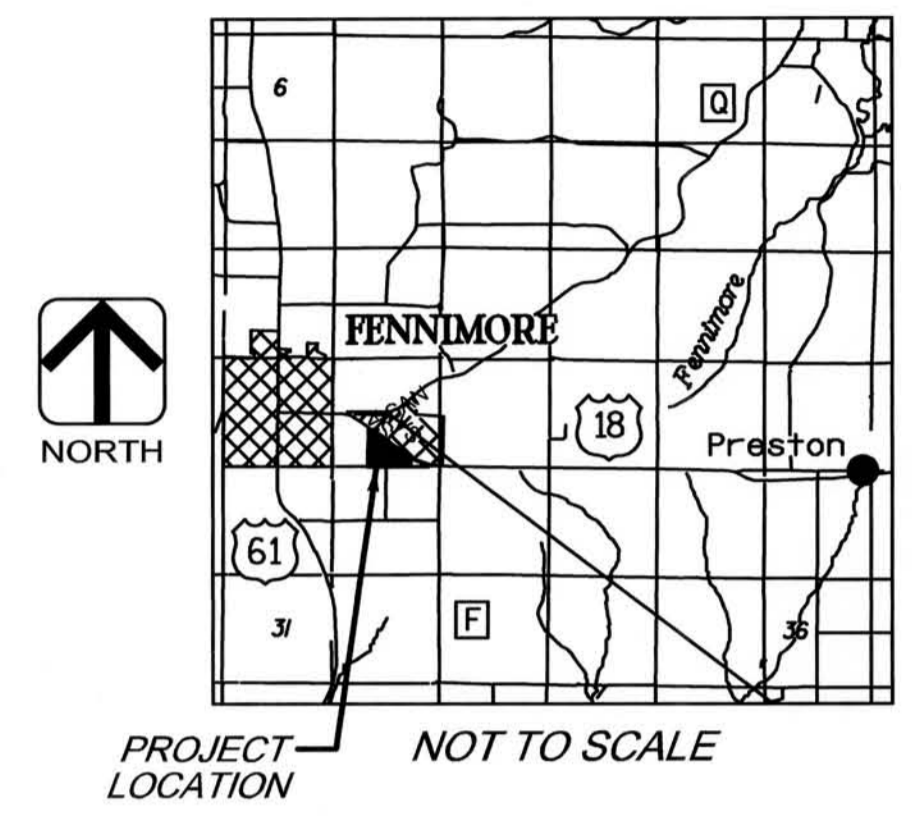 6
Q
1
FENNIMORE
Fennimore
NORTH
18
Preston
61
31
F
36
PROJECT
LOCATION
NOT TO SCALE